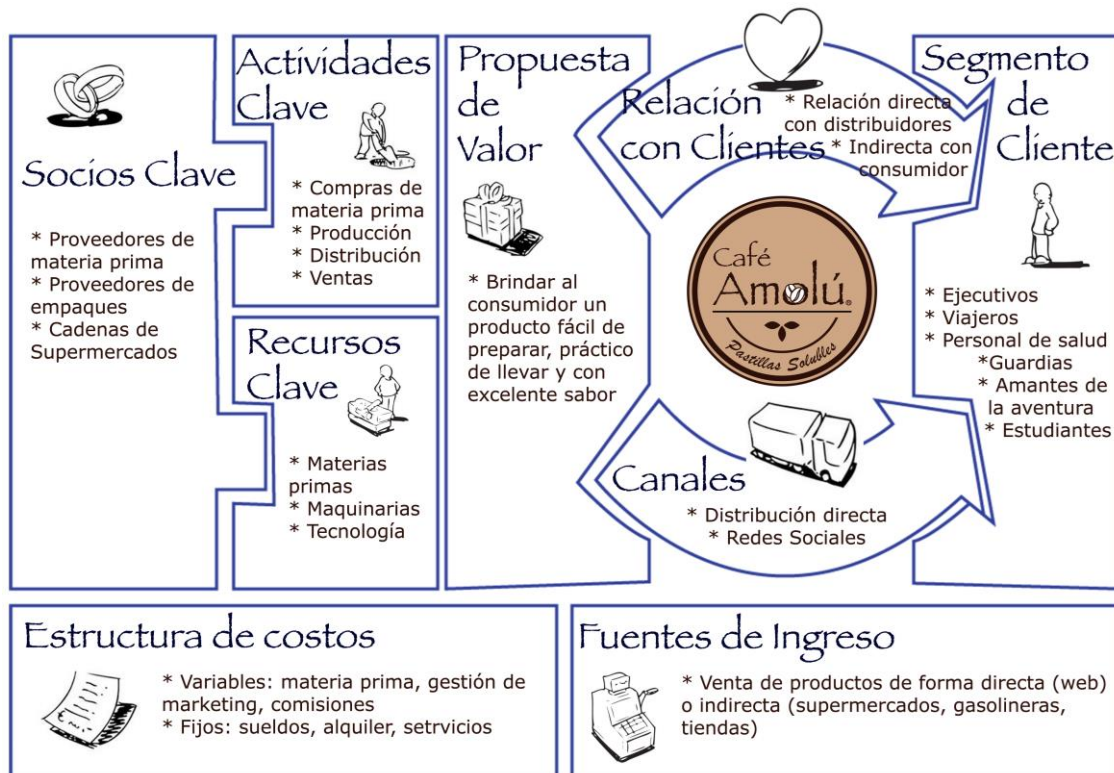 Socios Clave
* Proveedores de
materia prima
* Proveedores de
empaques
* Cadenas de
Supermercados
Actividades
Clave
* Compras de
materia prima
* Producción
* Distribución
* Ventas
Recursos
Clave
* Materias
primas
* Maquinarias
* Tecnología
Propuesta
de
Valor
* Brindar al
consumidor un
producto fácil de
preparar, práctico
de llevar y con
excelente sabor
Relación
con Clientes
* Relación directa
con distribuidores
* Indirecta con
consumidor
Café
Amolú®
Pastillas Solubles
Canales
* Distribución directa
* Redes Sociales
Segmento
de
Cliente
* Ejecutivos
* Viajeros
* Personal de salud
*Guardias
* Amantes de
la aventura
* Estudiantes
Estructura de costos
* Variables: materia prima, gestión de
marketing, comisiones
* Fijos: sueldos, alquiler, setrvicios
Fuentes de Ingreso
* Venta de productos de forma directa (web)
o indirecta (supermercados, gasolineras,
tiendas)